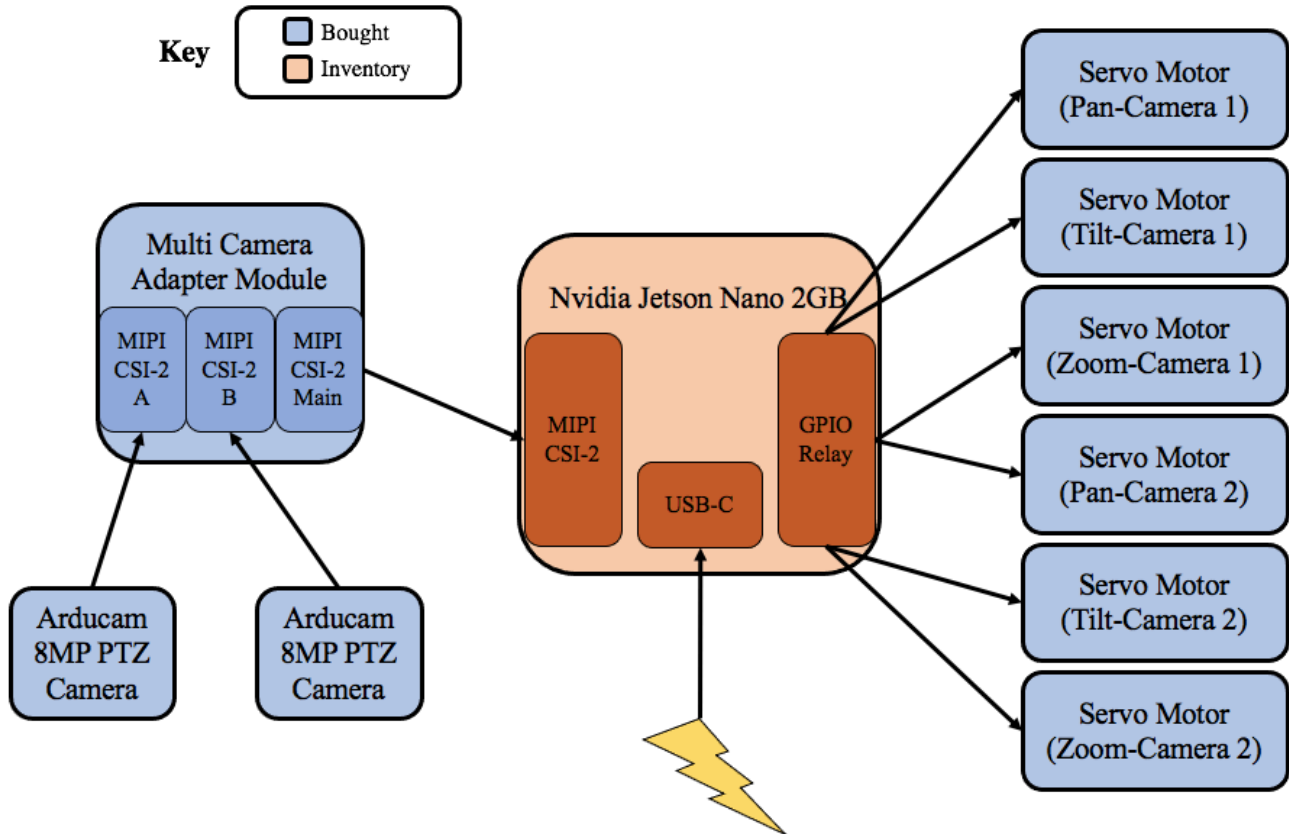 Key
Bought
Inventory
Multi Camera
Adapter Module
MIPI
CSI-2
A
MIPI
CSI-2
B
MIPI
CSI-2
Main
Arducam
8MP PTZ
Camera
Arducam
8MP PTZ
Camera
Nvidia Jetson Nano 2GB
MIPI
CSI-2
USB-C
GPIO
Relay
Servo Motor
(Pan-Camera 1)
Servo Motor
(Tilt-Camera 1)
Servo Motor
(Zoom-Camera 1)
Servo Motor
(Pan-Camera 2)
Servo Motor
(Tilt-Camera 2)
Servo Motor
(Zoom-Camera 2)